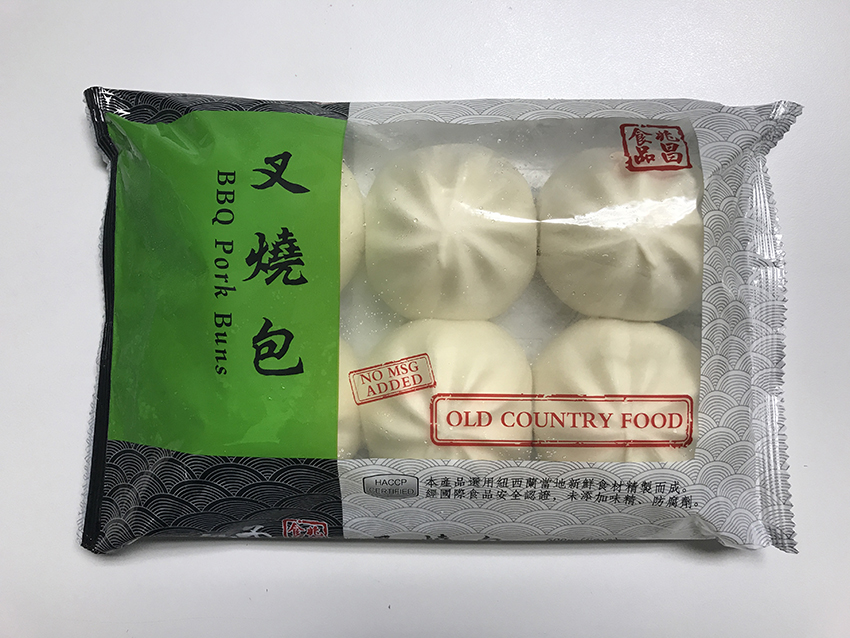 叉燒包
BBQ Pork Buns
兆昌
食品
NO MSG
ADDED
OLD COUNTRY FOOD
HACCP
CERTIFIED
本產品選用紐西蘭當地新鮮食材精製而成。
經國際食品安全認證，未添加味精、防腐劑。